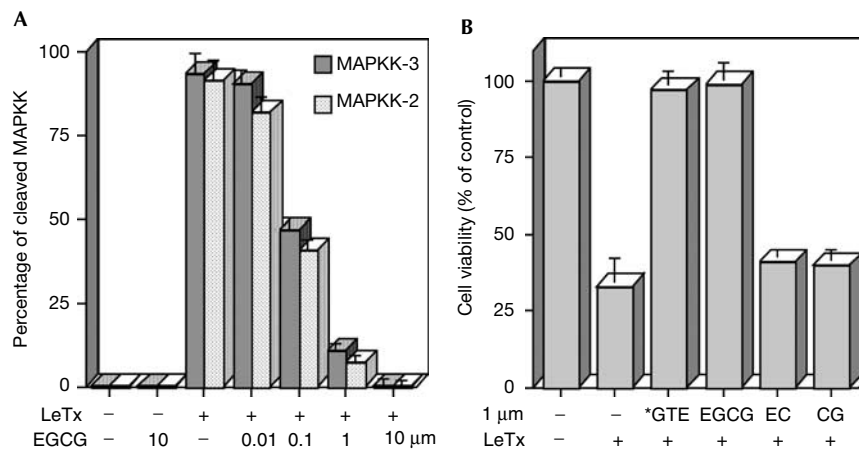 A
Percentage of cleaved MAPKK
100
75
50
25
0
MAPKK-3
MAPKK-2
LeTx – – + + + + +
EGCG – 10 – 0.01 0.1 1 10 μm
B
Cell viability (% of control)
100
75
50
25
0
1 μm – – *GTE EGCG EC CG
LeTx – + + + + +